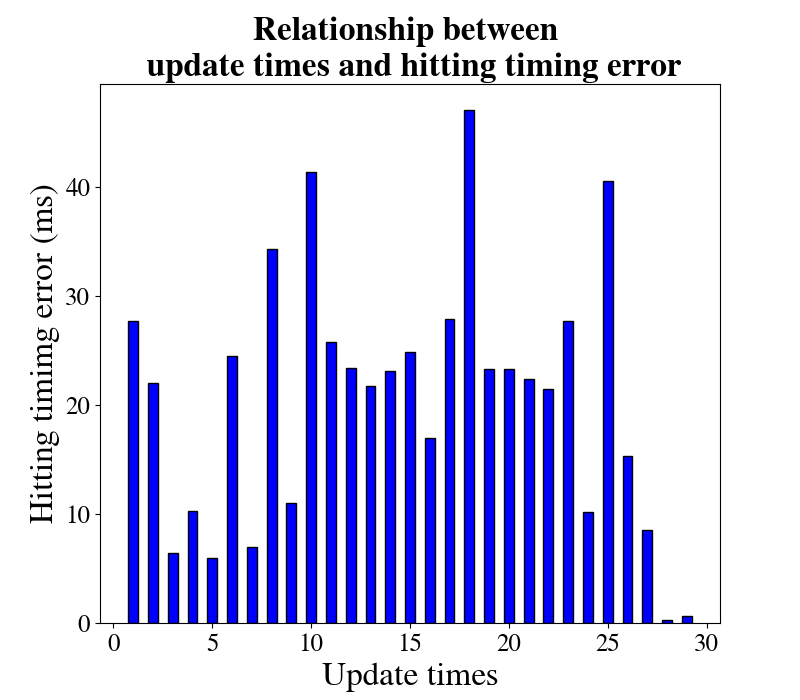 Relationship between
update times and hitting timing error
Hitting timimg error (ms)
40
30
20
10
0
0 5 10 15 20 25 30
Update times